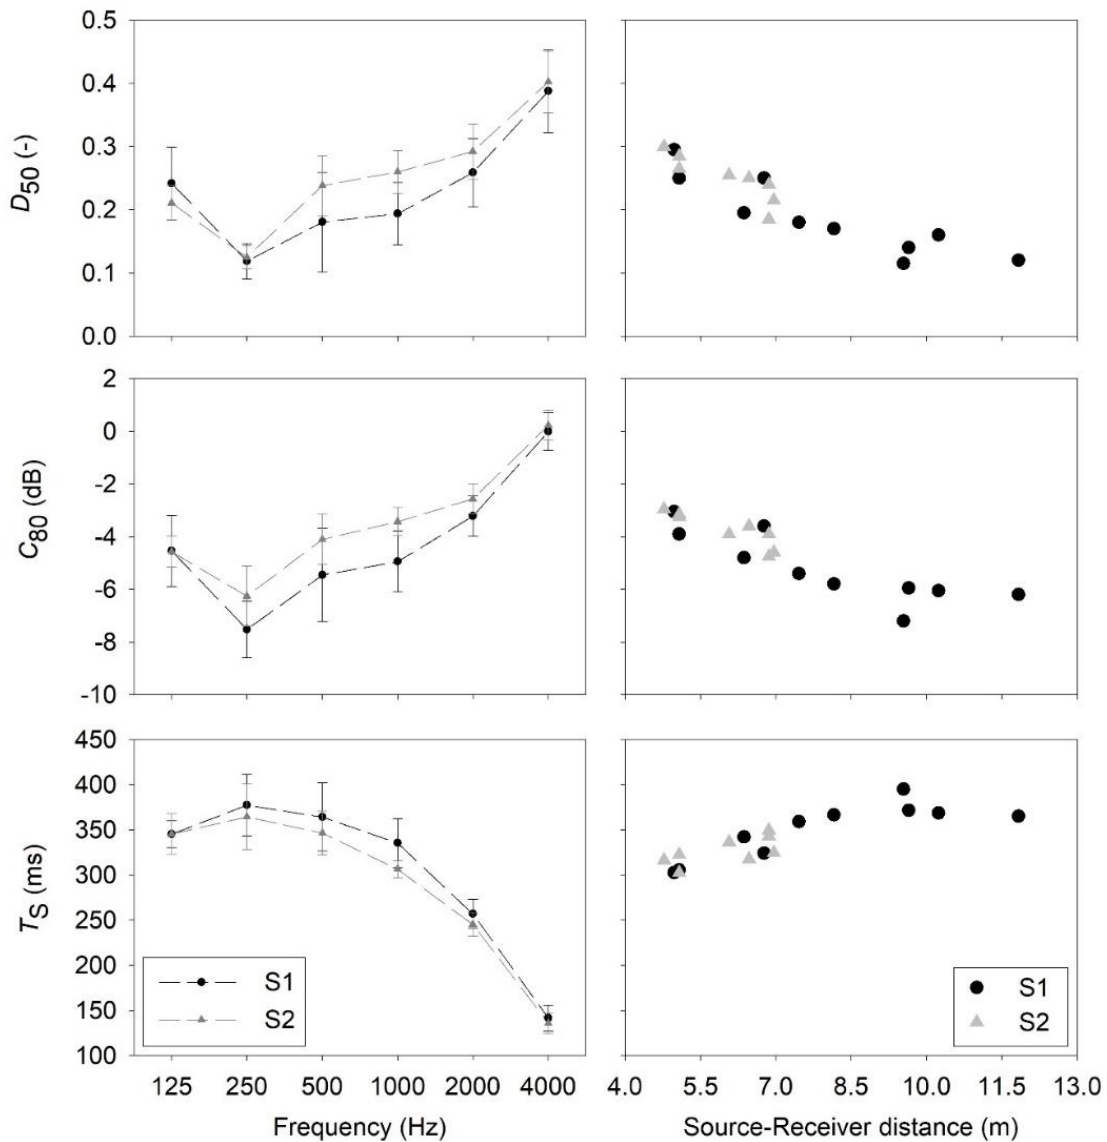 0.5
0.4
0.3
0.2
0.1
0.0
D50 (-)
2
0
-2
-4
-6
-8
-10
C80 (dB)
450
400
350
300
250
200
150
100
TS (ms)
S1
S2
S1
S2
125 250 500 1000 2000 4000
4.0 5.5 7.0 8.5 10.0 11.5 13.0
Frequency (Hz)
Source-Receiver distance (m)